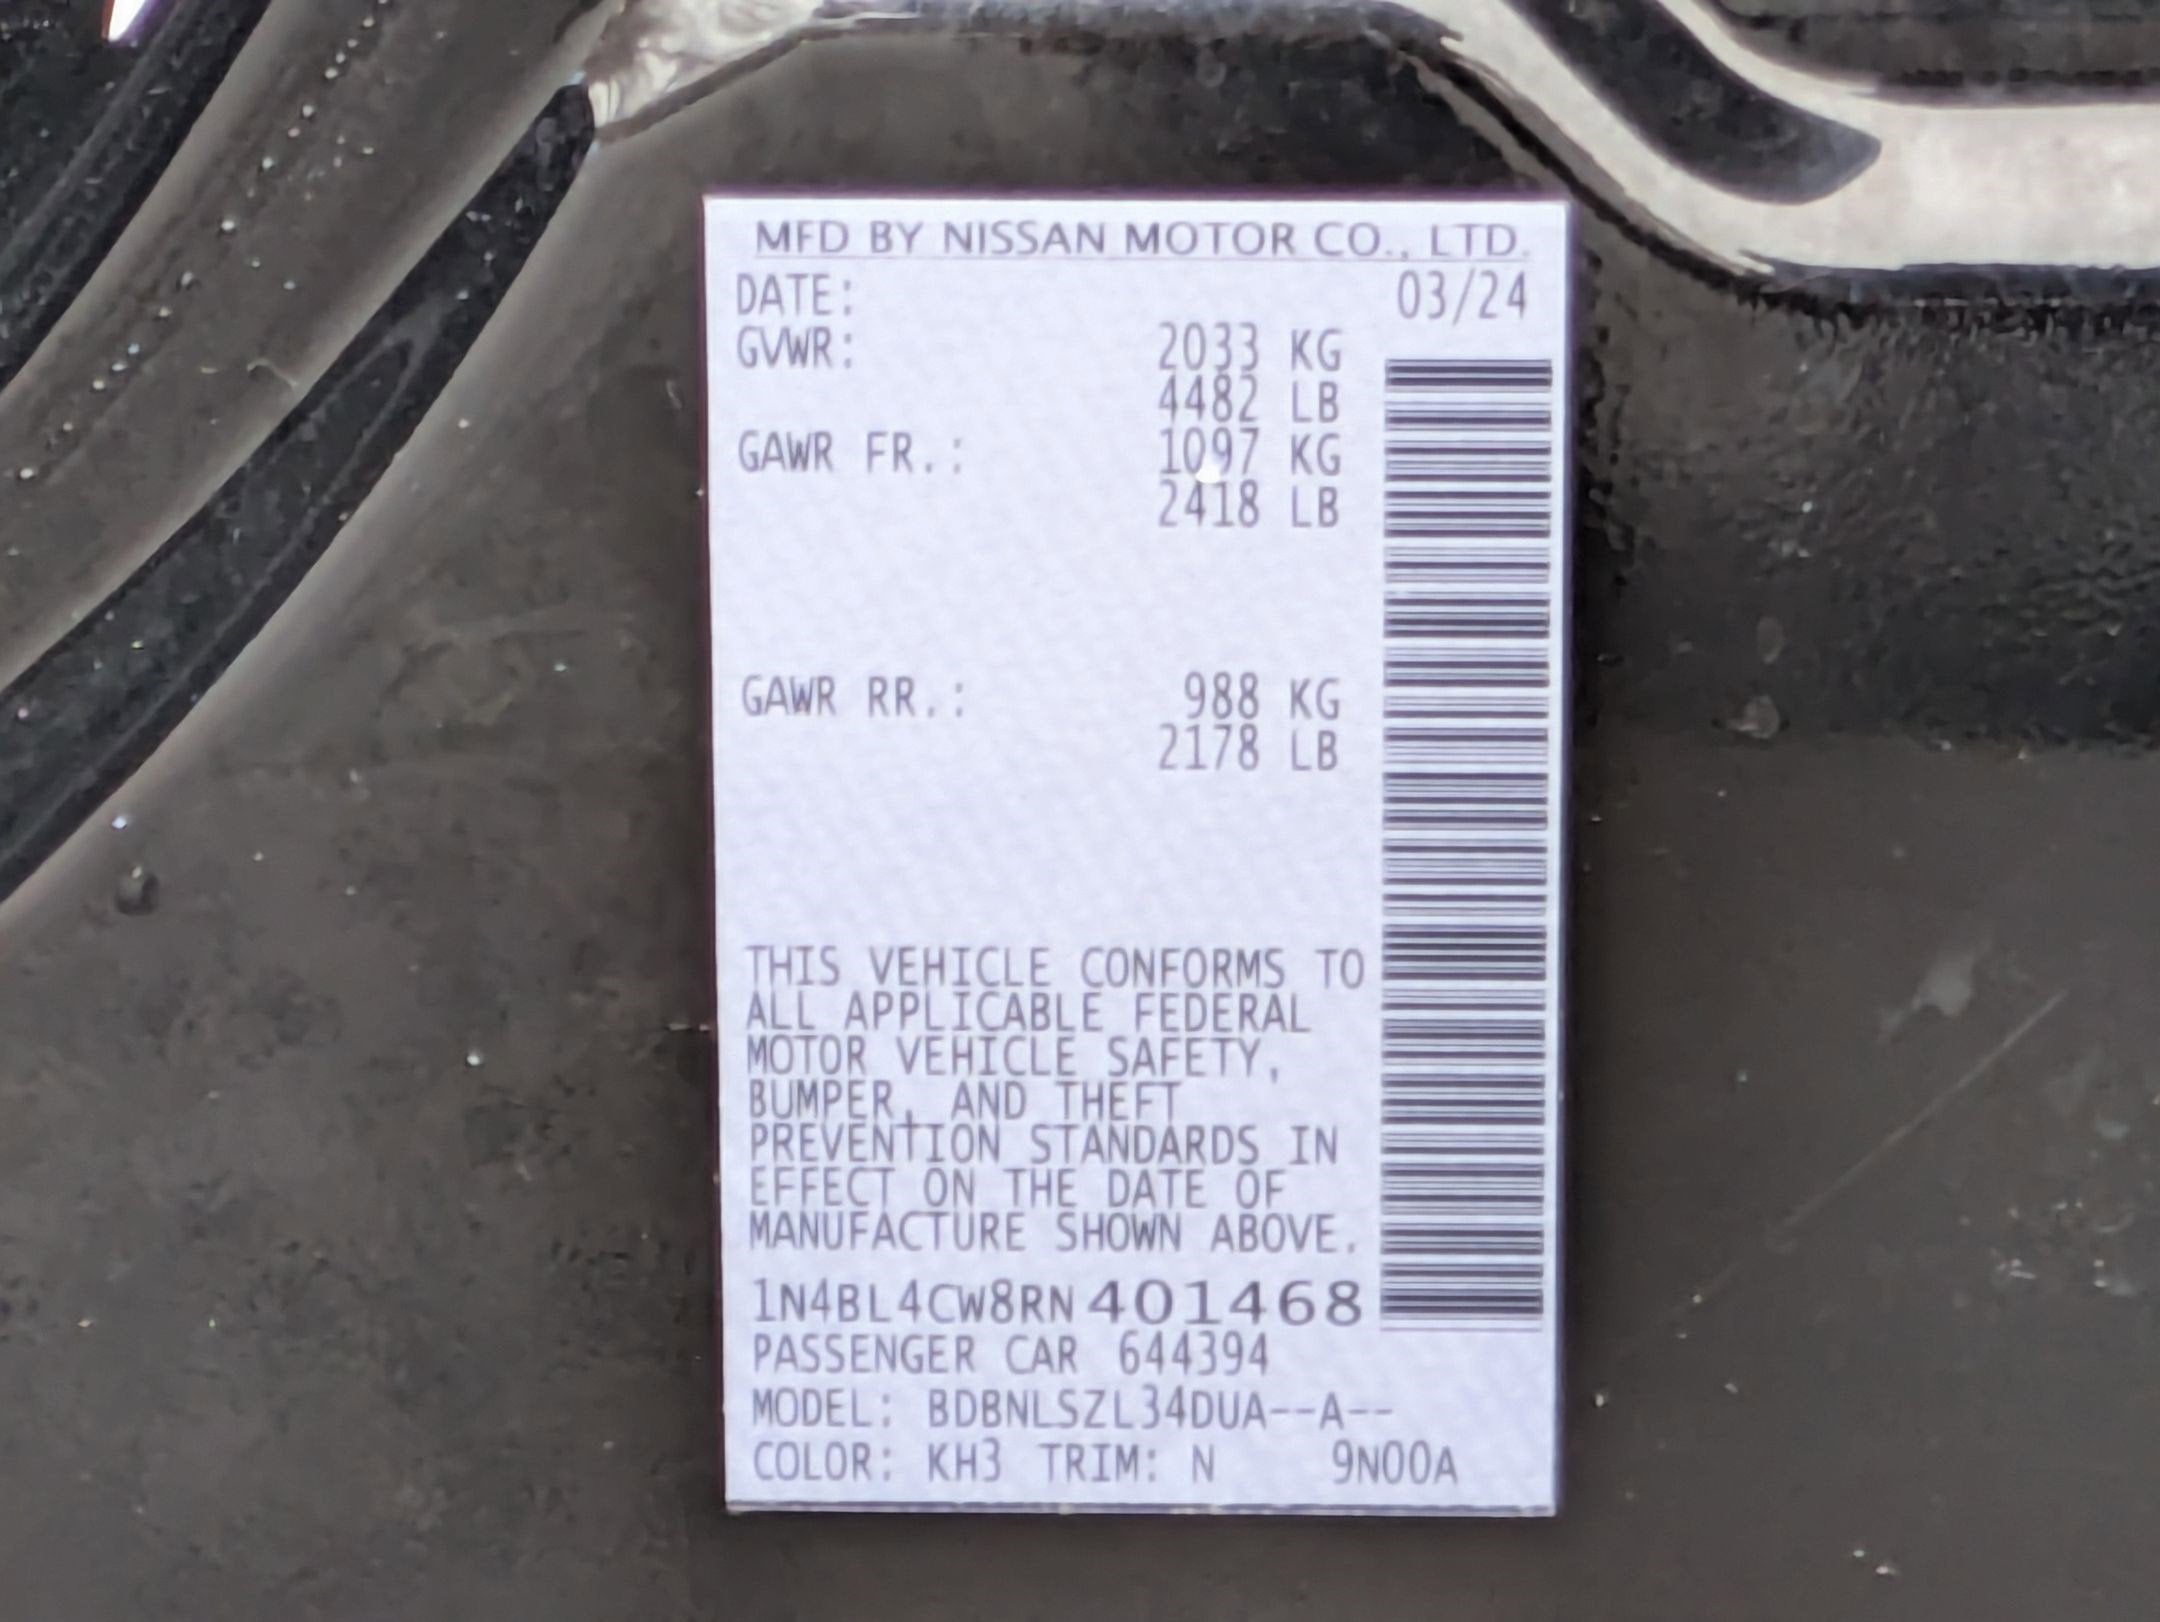 MFD BY NISSAN MOTOR CO., LTD.
DATE: 03/24
GVWR: 2033 KG
4482 LB
GAWR FR.: 1097 KG
2418 LB
GAWR RR.: 988 KG
2178 LB
THIS VEHICLE CONFORMS TO
ALL APPLICABLE FEDERAL
MOTOR VEHICLE SAFETY,
BUMPER, AND THEFT
PREVENTION STANDARDS IN
EFFECT ON THE DATE OF
MANUFACTURE SHOWN ABOVE.
1N4BL4CW8RN401468
PASSENGER CAR 644394
MODEL: BDBNLSZL34DUA--A--
COLOR: KH3 TRIM: N 9N00A